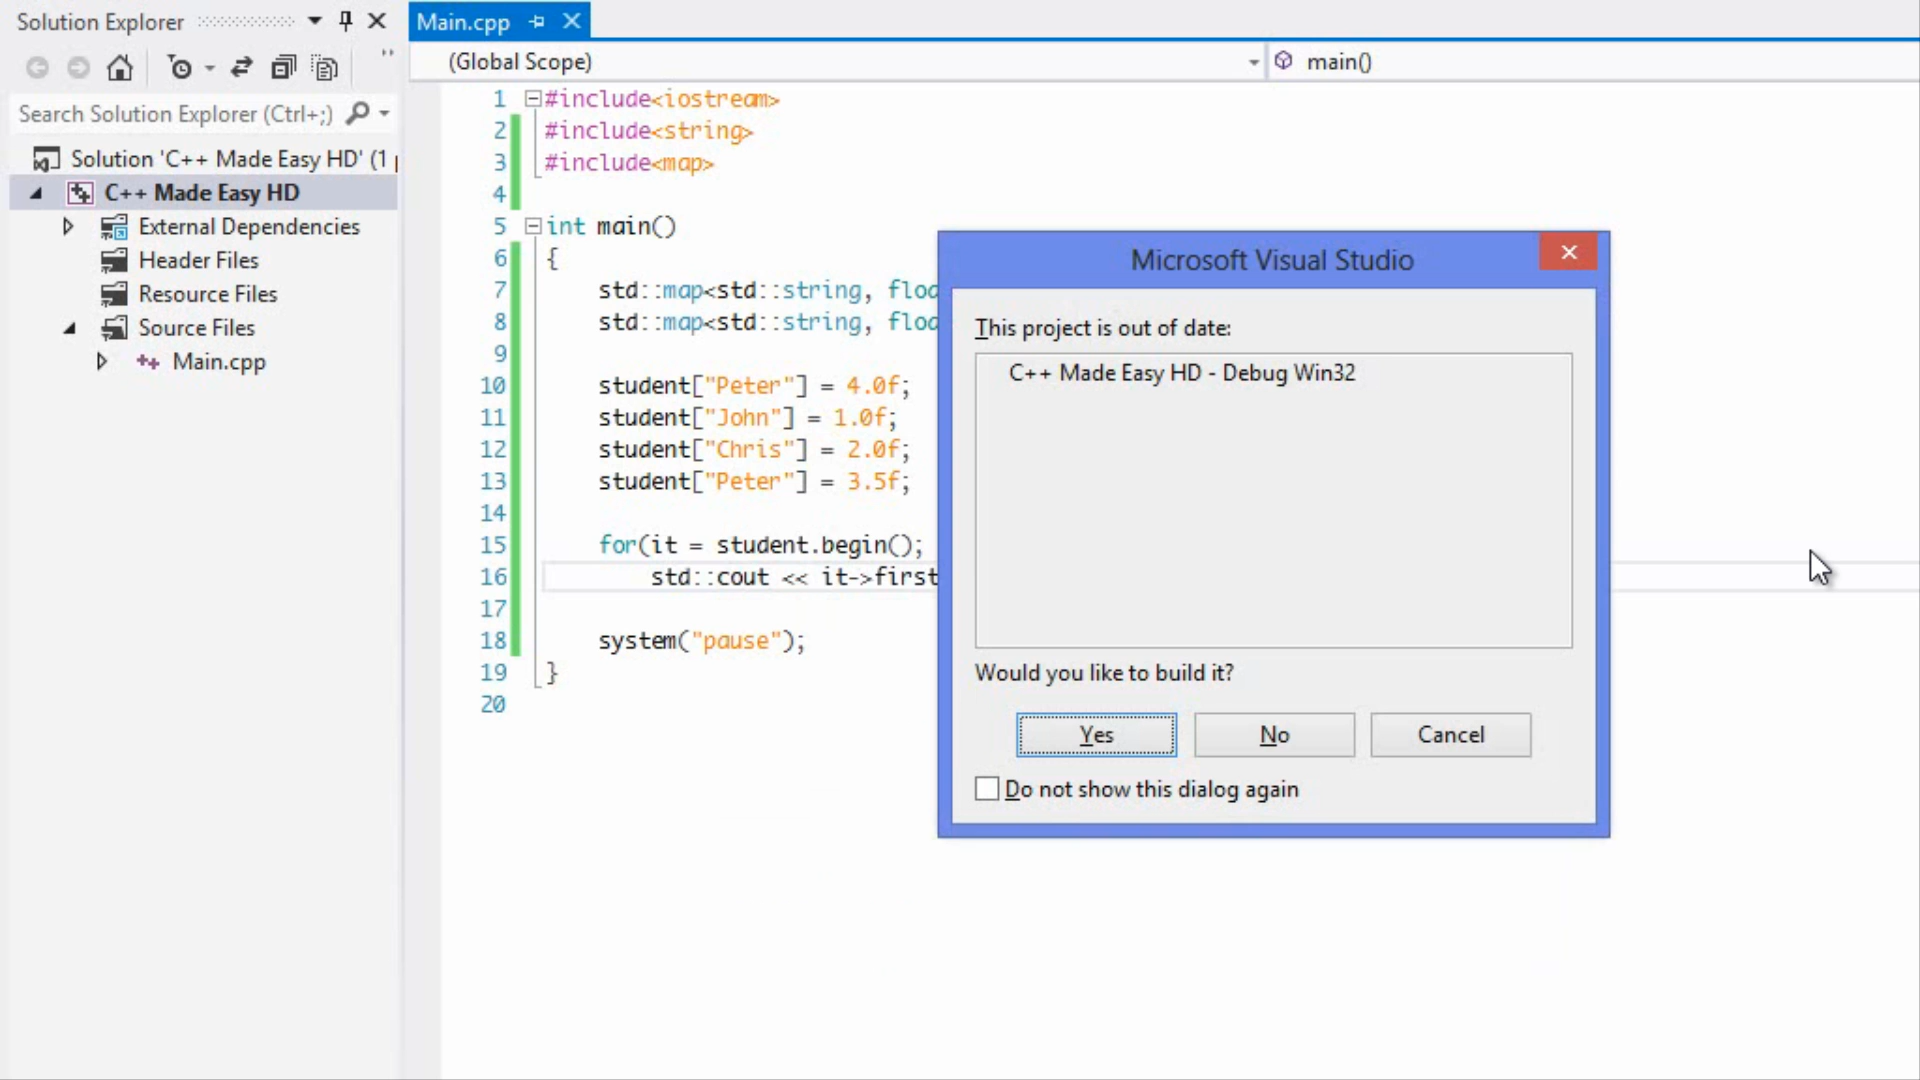 Solution Explorer
Search Solution Explorer (Ctrl+;)
Solution 'C++ Made Easy HD' (1
C++ Made Easy HD
External Dependencies
Header Files
Resource Files
Source Files
Main.cpp
Main.cpp
(Global Scope)
main()
1 #include<iostream>
2 #include<string>
3 #include<map>
4
5 int main()
6 {
7 std::map<std::string, floa
8 std::map<std::string, floa
9
10 student["Peter"] = 4.0f;
11 student["John"] = 1.0f;
12 student["Chris"] = 2.0f;
13 student["Peter"] = 3.5f;
14
15 for(it = student.begin();
16 std::cout << it->first
17
18 system("pause");
19 }
20
Microsoft Visual Studio
This project is out of date:
C++ Made Easy HD - Debug Win32
Would you like to build it?
Yes
No
Cancel
Do not show this dialog again